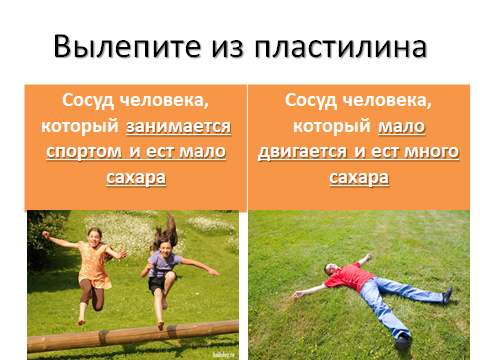 Вылепите из пластилина
Сосуд человека,
который занимается
спортом и ест мало
сахара
Сосуд человека,
который мало
двигается и ест много
сахара